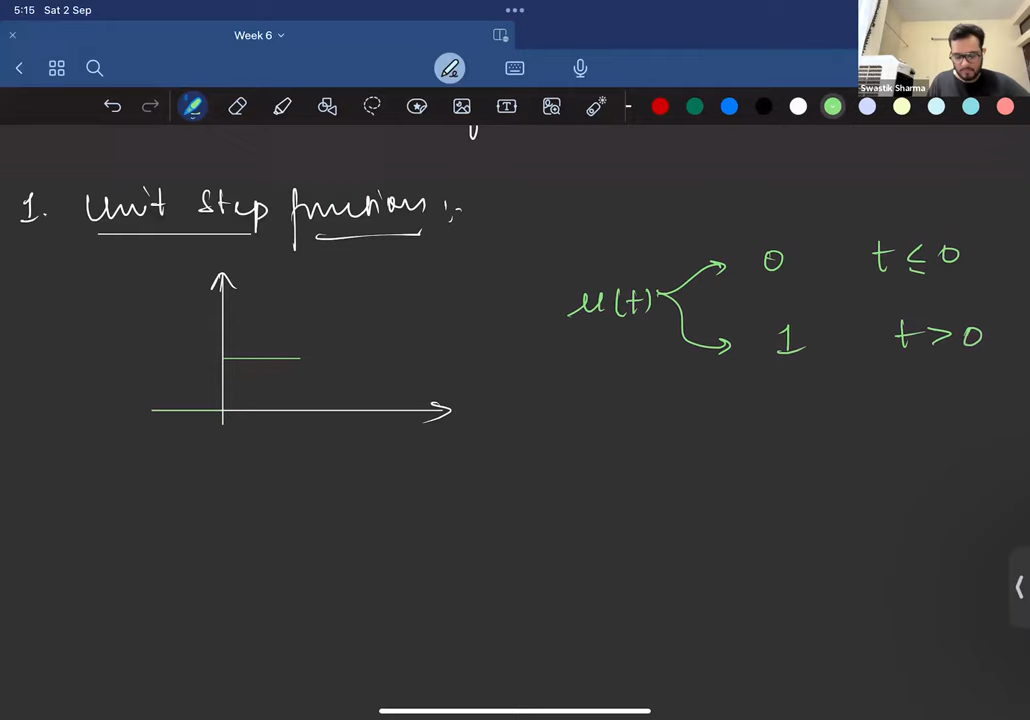 5:15 Sat 2 Sep
Week 6
Swastik Sharma
1. Unit Step function :-
u(t) 0 t ≤ 0
1 t > 0